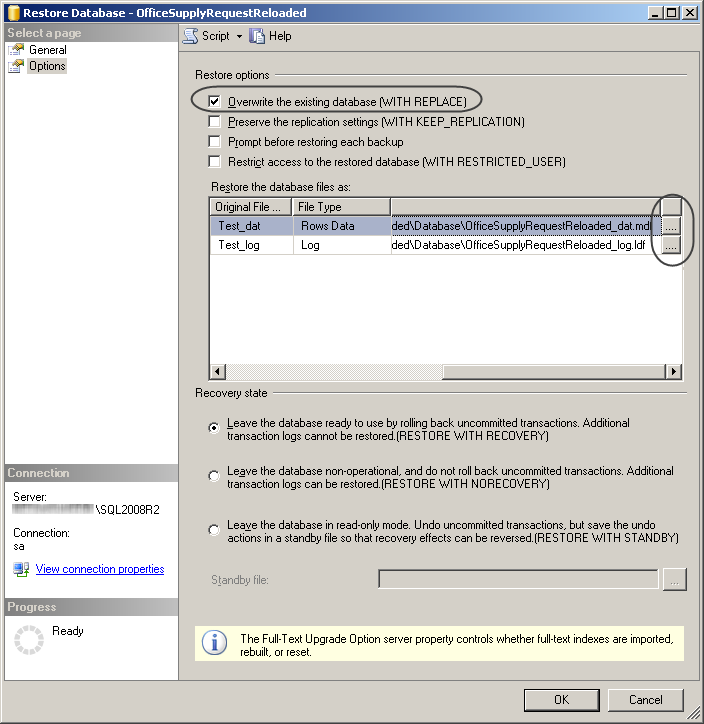 Restore Database - OfficeSupplyRequestReloaded
Select a page
General
Options
Script
Help
Restore options
Overwrite the existing database (WITH REPLACE)
Preserve the replication settings (WITH KEEP_REPLICATION)
Prompt before restoring each backup
Restrict access to the restored database (WITH RESTRICTED_USER)
Restore the database files as:
Original File ... File Type
Test_dat Rows Data ded\Database\OfficeSupplyRequestReloaded_dat.mdf ...
Test_log Log ded\Database\OfficeSupplyRequestReloaded_log.ldf ...
Recovery state
Leave the database ready to use by rolling back uncommitted transactions. Additional
transaction logs cannot be restored.(RESTORE WITH RECOVERY)
Leave the database non-operational, and do not roll back uncommitted transactions. Additional
transaction logs can be restored.(RESTORE WITH NORECOVERY)
Leave the database in read-only mode. Undo uncommitted transactions, but save the undo
actions in a standby file so that recovery effects can be reversed.(RESTORE WITH STANDBY)
Standby file: ...
The Full-Text Upgrade Option server property controls whether full-text indexes are imported,
rebuilt, or reset.
Connection
Server:
\SQL2008R2
Connection:
sa
View connection properties
Progress
Ready
OK
Cancel